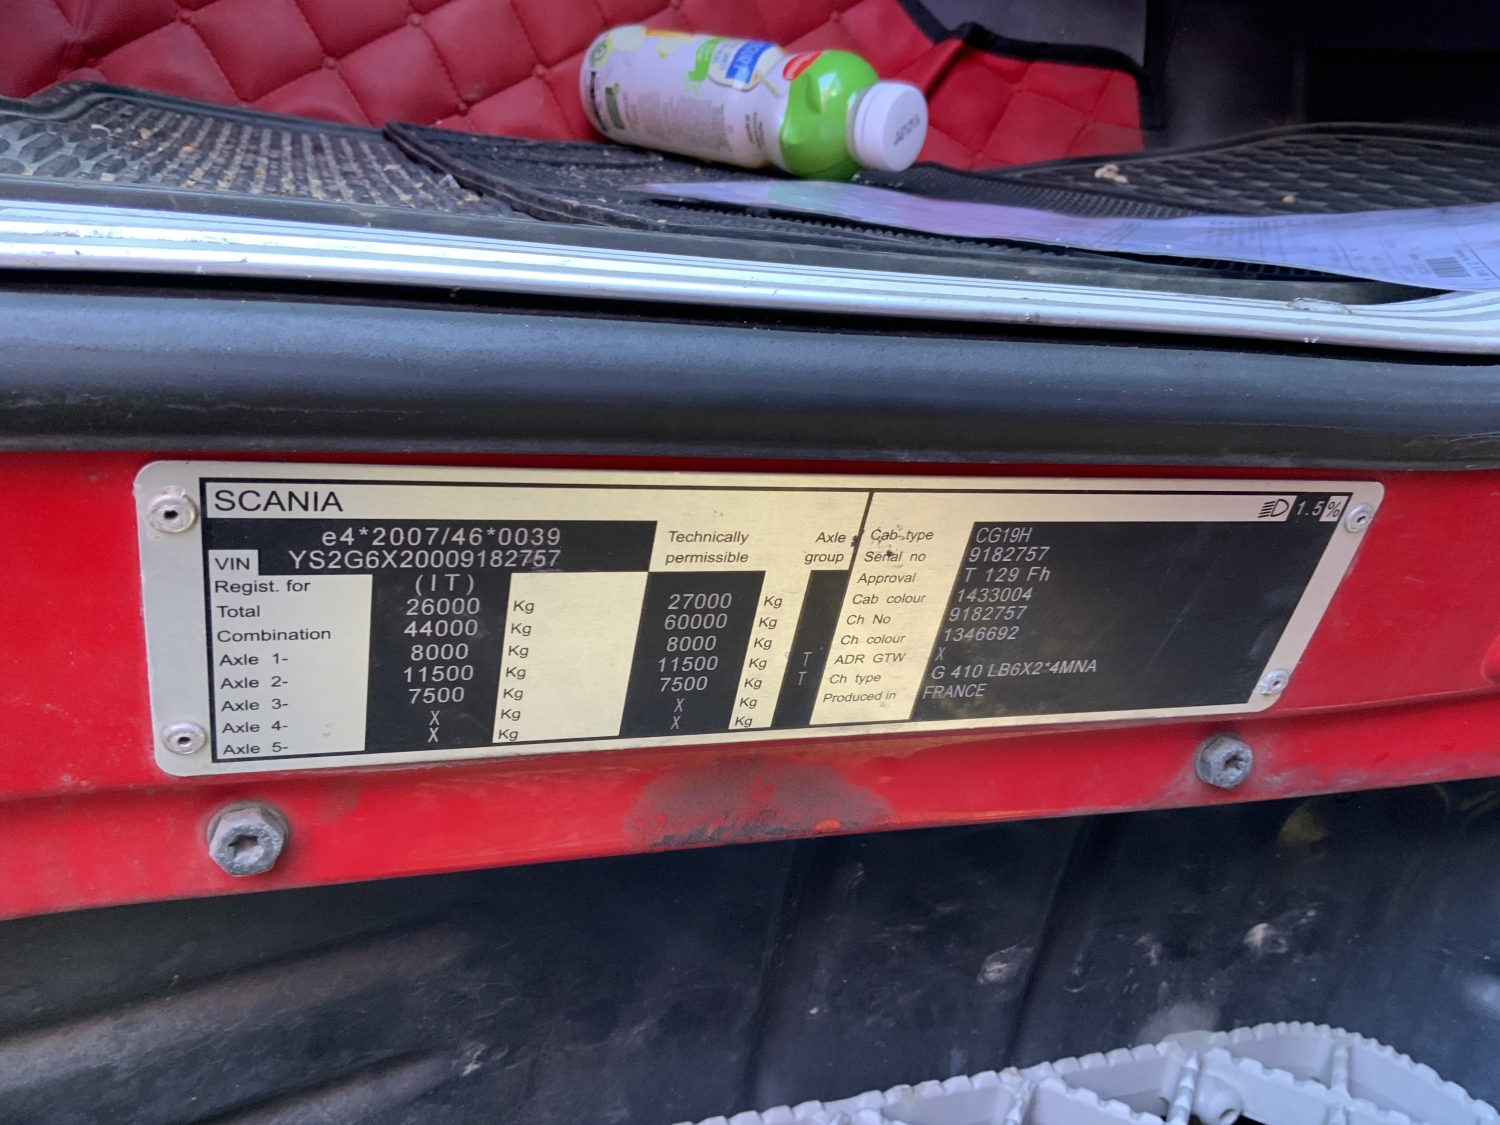 SCANIA
1.5%
e4*2007/46*0039
VIN YS2G6X20009182757
Technically permissible
Axle group
Regist. for (IT)
Total 26000 Kg 27000 Kg
Combination 44000 Kg 60000 Kg
Axle 1- 8000 Kg 8000 Kg
Axle 2- 11500 Kg 11500 Kg T
Axle 3- 7500 Kg 7500 Kg T
Axle 4- X Kg X Kg
Axle 5- X Kg X Kg
Cab type CG19H
Serial no 9182757
Approval T 129 Fh
Cab colour 1433004
Ch No 9182757
Ch colour 1346692
ADR GTW X
Ch type G 410 LB6X2*4MNA
Produced in FRANCE